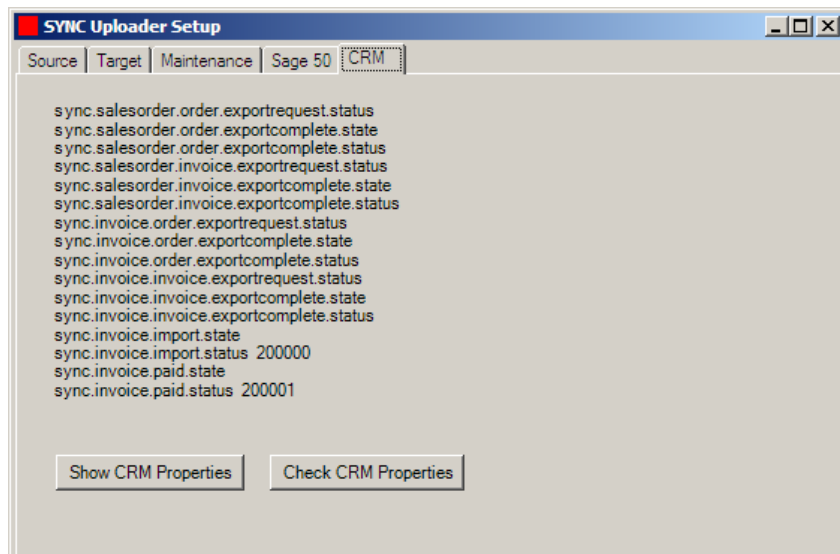 SYNC Uploader Setup
Source Target Maintenance Sage 50 CRM
sync.salesorder.order.exportrequest.status
sync.salesorder.order.exportcomplete.state
sync.salesorder.order.exportcomplete.status
sync.salesorder.invoice.exportrequest.status
sync.salesorder.invoice.exportcomplete.state
sync.salesorder.invoice.exportcomplete.status
sync.invoice.order.exportrequest.status
sync.invoice.order.exportcomplete.state
sync.invoice.order.exportcomplete.status
sync.invoice.invoice.exportrequest.status
sync.invoice.invoice.exportcomplete.state
sync.invoice.invoice.exportcomplete.status
sync.invoice.import.state
sync.invoice.import.status 200000
sync.invoice.paid.state
sync.invoice.paid.status 200001
Show CRM Properties Check CRM Properties